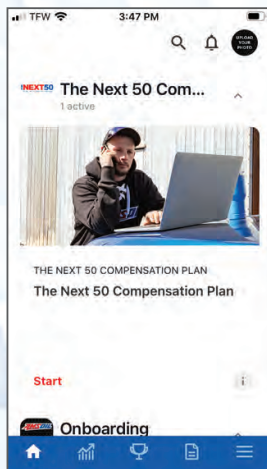 TFW
3:47 PM
UPLOAD
YOUR
PHOTO
NEXT50
The Next 50 Com...
1 active
THE NEXT 50 COMPENSATION PLAN
The Next 50 Compensation Plan
Start
i
Onboarding